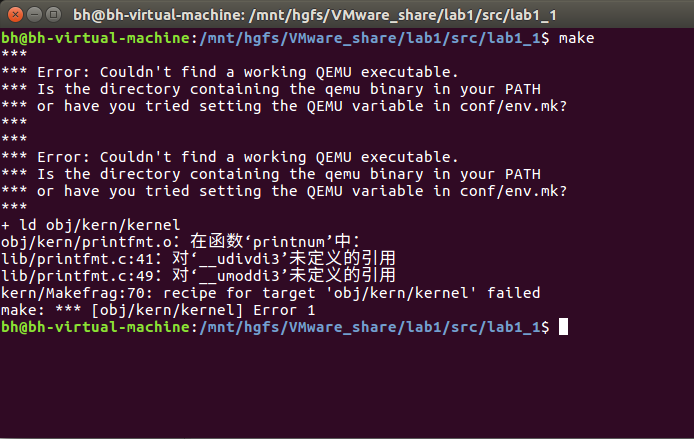 bh@bh-virtual-machine: /mnt/hgfs/VMware_share/lab1/src/lab1_1
bh@bh-virtual-machine:/mnt/hgfs/VMware_share/lab1/src/lab1_1$ make
***
*** Error: Couldn't find a working QEMU executable.
*** Is the directory containing the qemu binary in your PATH
*** or have you tried setting the QEMU variable in conf/env.mk?
***
***
*** Error: Couldn't find a working QEMU executable.
*** Is the directory containing the qemu binary in your PATH
*** or have you tried setting the QEMU variable in conf/env.mk?
***
+ ld obj/kern/kernel
obj/kern/printfmt.o：在函数‘printnum’中：
lib/printfmt.c:41：对‘__udivdi3’未定义的引用
lib/printfmt.c:49：对‘__umoddi3’未定义的引用
kern/Makefrag:70: recipe for target 'obj/kern/kernel' failed
make: *** [obj/kern/kernel] Error 1
bh@bh-virtual-machine:/mnt/hgfs/VMware_share/lab1/src/lab1_1$